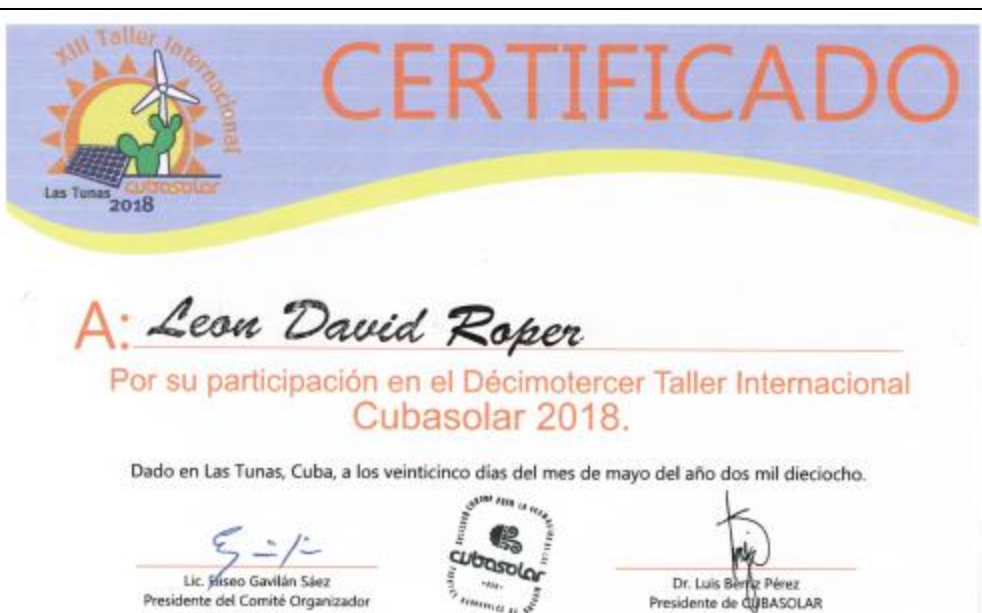 XIII Taller Internacional
CERTIFICADO
Las Tunas
cubasolar
2018
A: Leon David Roper
Por su participación en el Décimotercer Taller Internacional
Cubasolar 2018.
Dado en Las Tunas, Cuba, a los veinticinco días del mes de mayo del año dos mil dieciocho.
cubasolar
Lic. Eliseo Gavilán Sáez
Presidente del Comité Organizador
Dr. Luis Bérriz Pérez
Presidente de CUBASOLAR